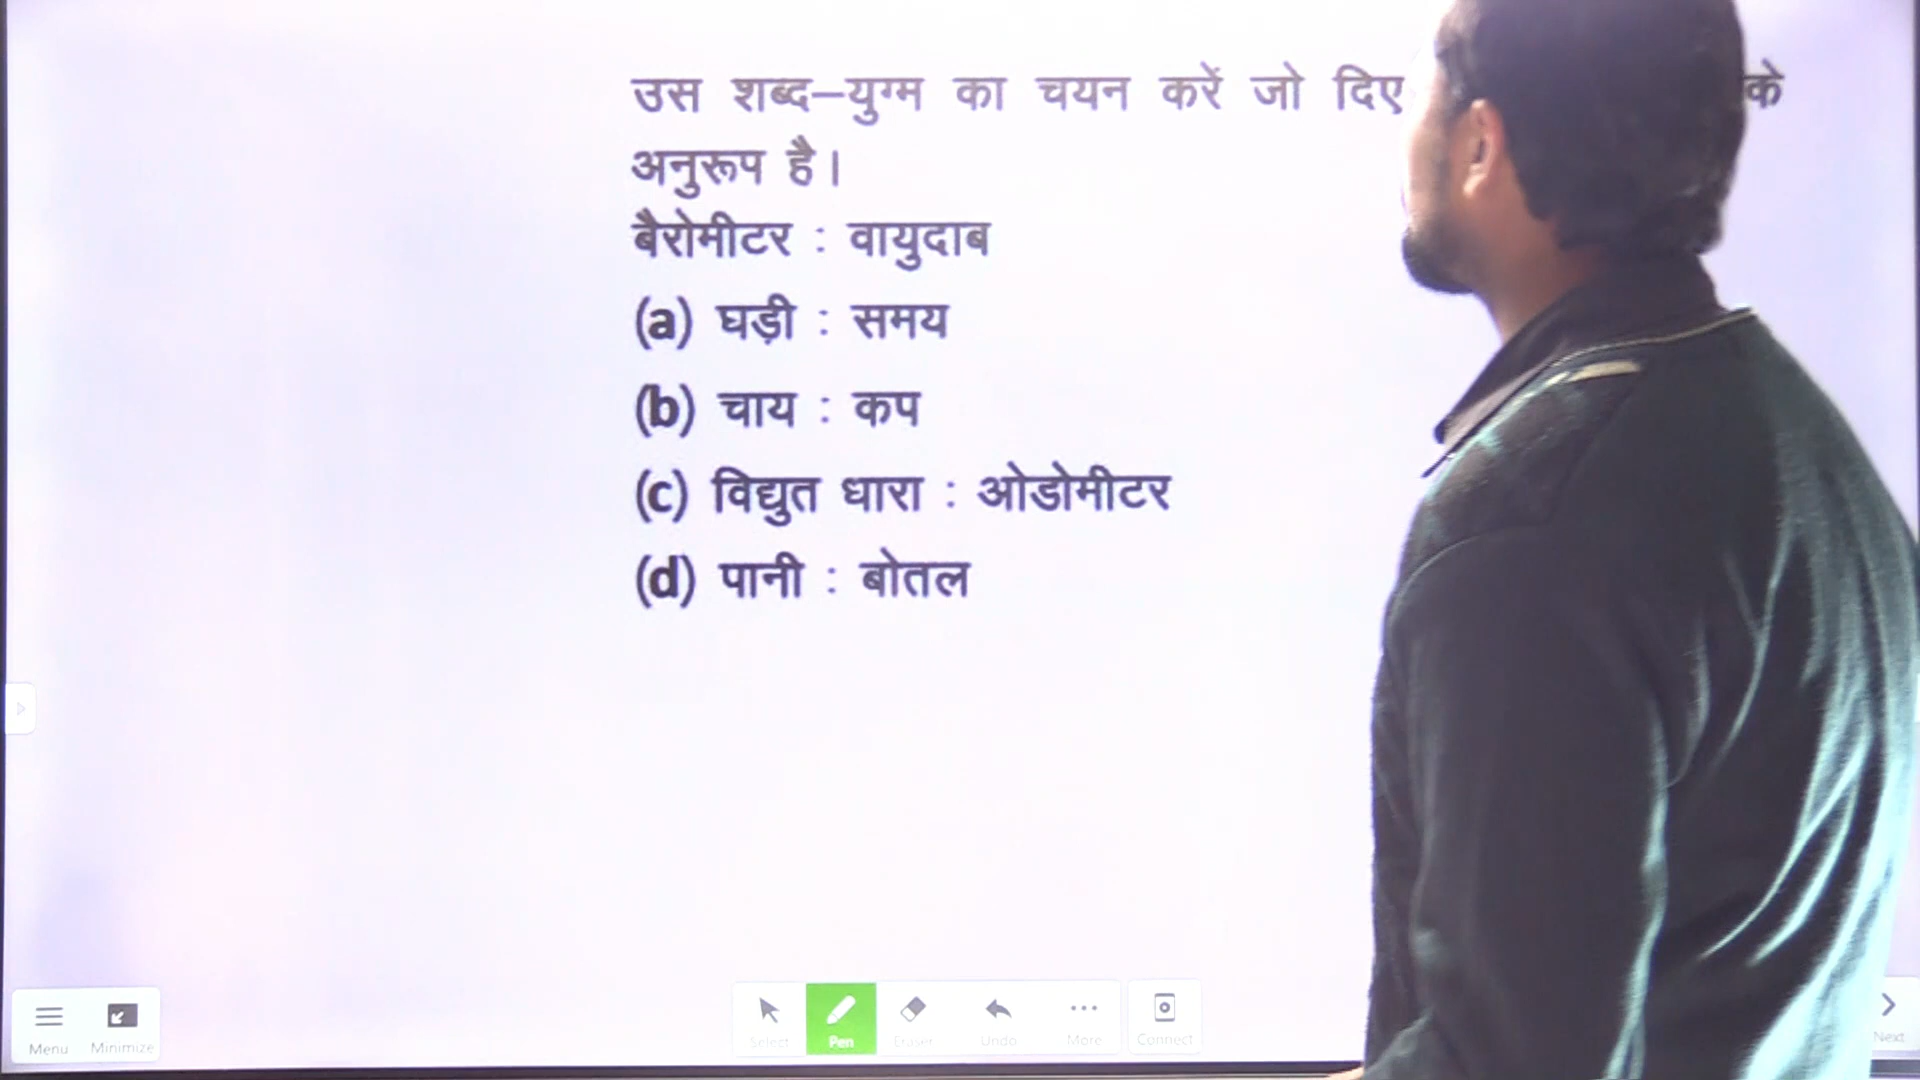 उस शब्द–युग्म का चयन करें जो दिए के
अनुरूप है।
बैरोमीटर : वायुदाब
(a) घड़ी : समय
(b) चाय : कप
(c) विद्युत धारा : ओडोमीटर
(d) पानी : बोतल
Menu Minimize Select Pen Eraser Undo More Connect Next